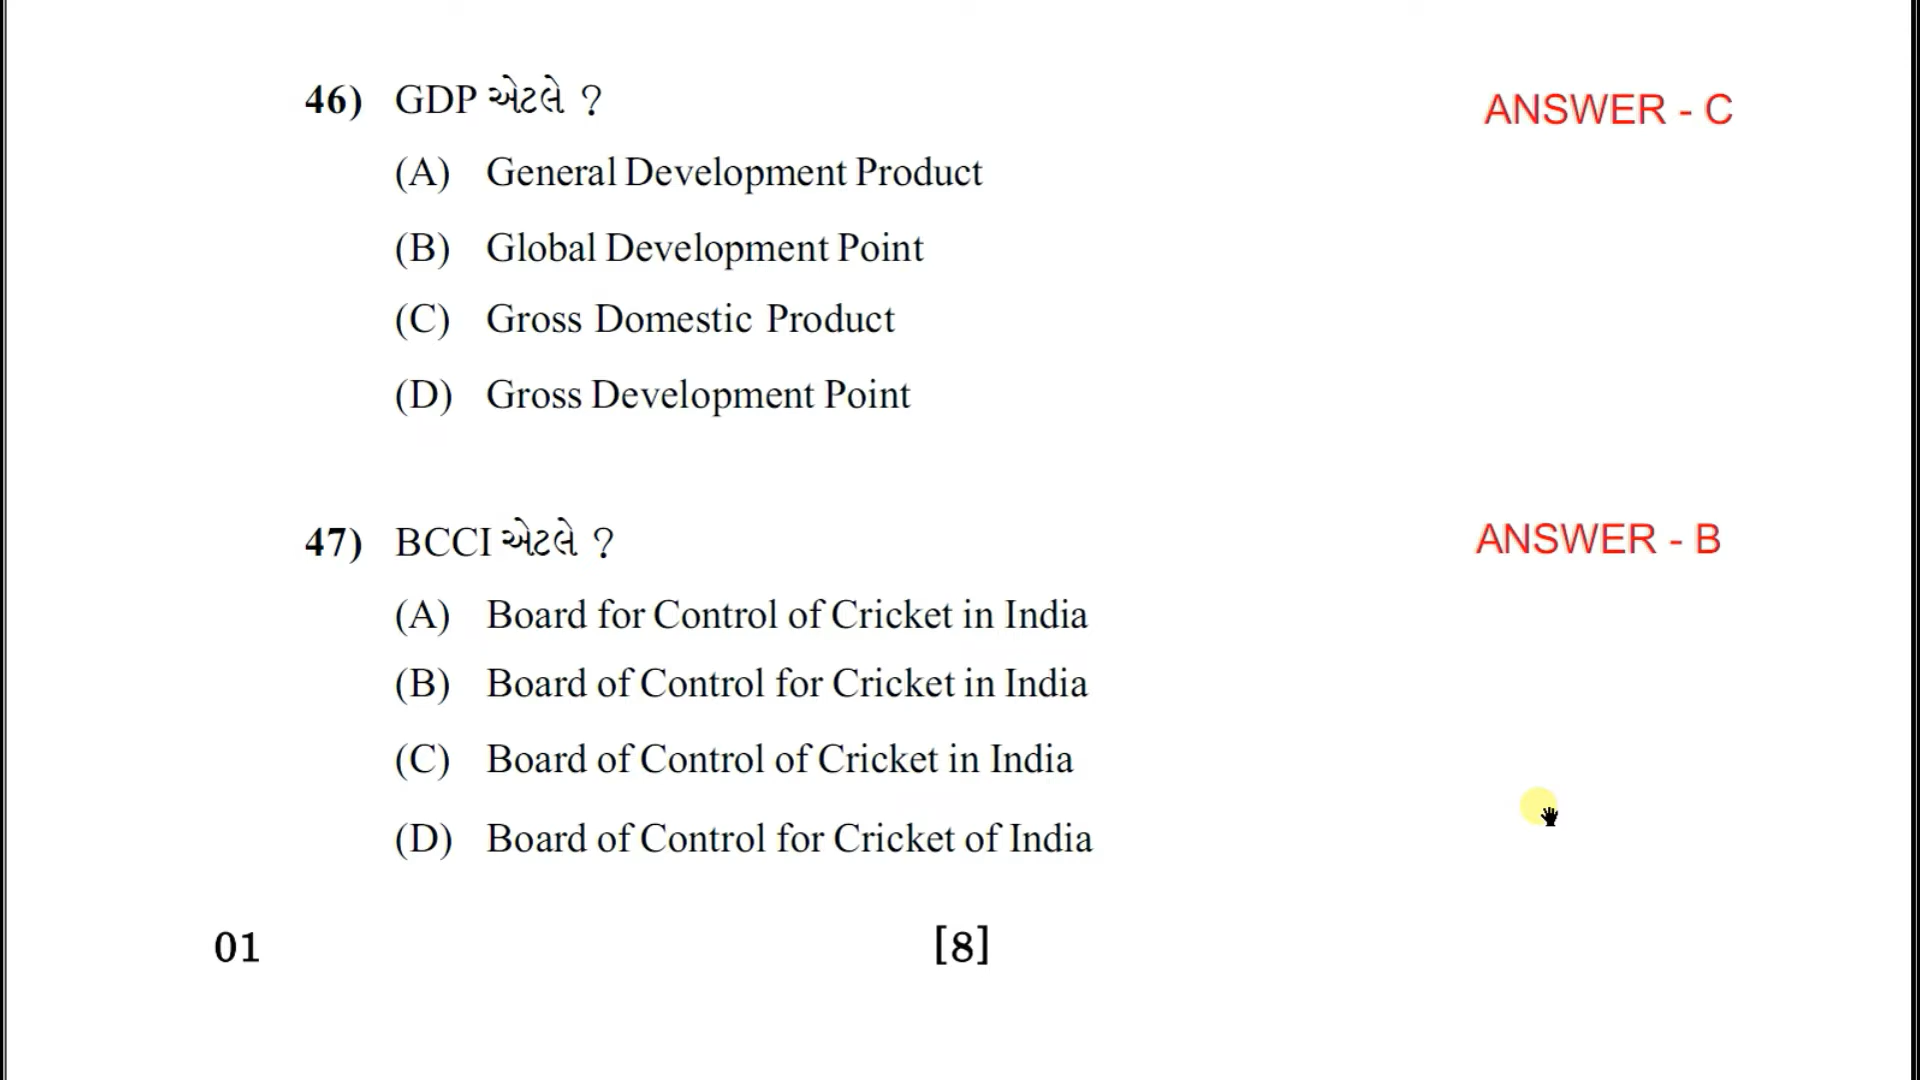 46) GDP એટલે ? ANSWER - C
(A) General Development Product
(B) Global Development Point
(C) Gross Domestic Product
(D) Gross Development Point
47) BCCI એટલે ? ANSWER - B
(A) Board for Control of Cricket in India
(B) Board of Control for Cricket in India
(C) Board of Control of Cricket in India
(D) Board of Control for Cricket of India
01 [8]